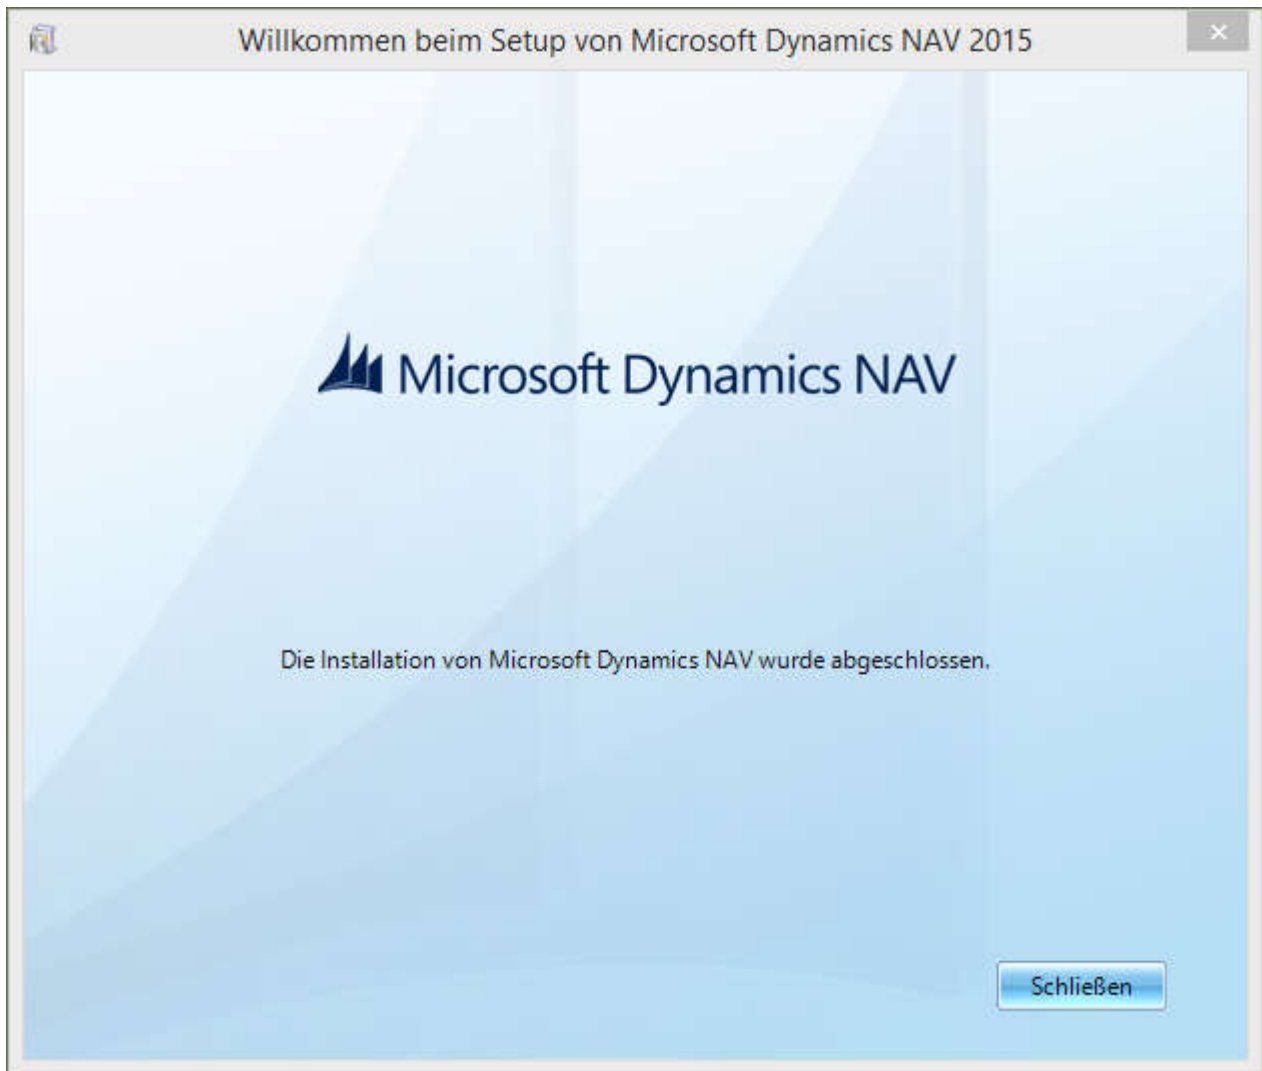 Willkommen beim Setup von Microsoft Dynamics NAV 2015
Microsoft Dynamics NAV
Die Installation von Microsoft Dynamics NAV wurde abgeschlossen.
Schließen